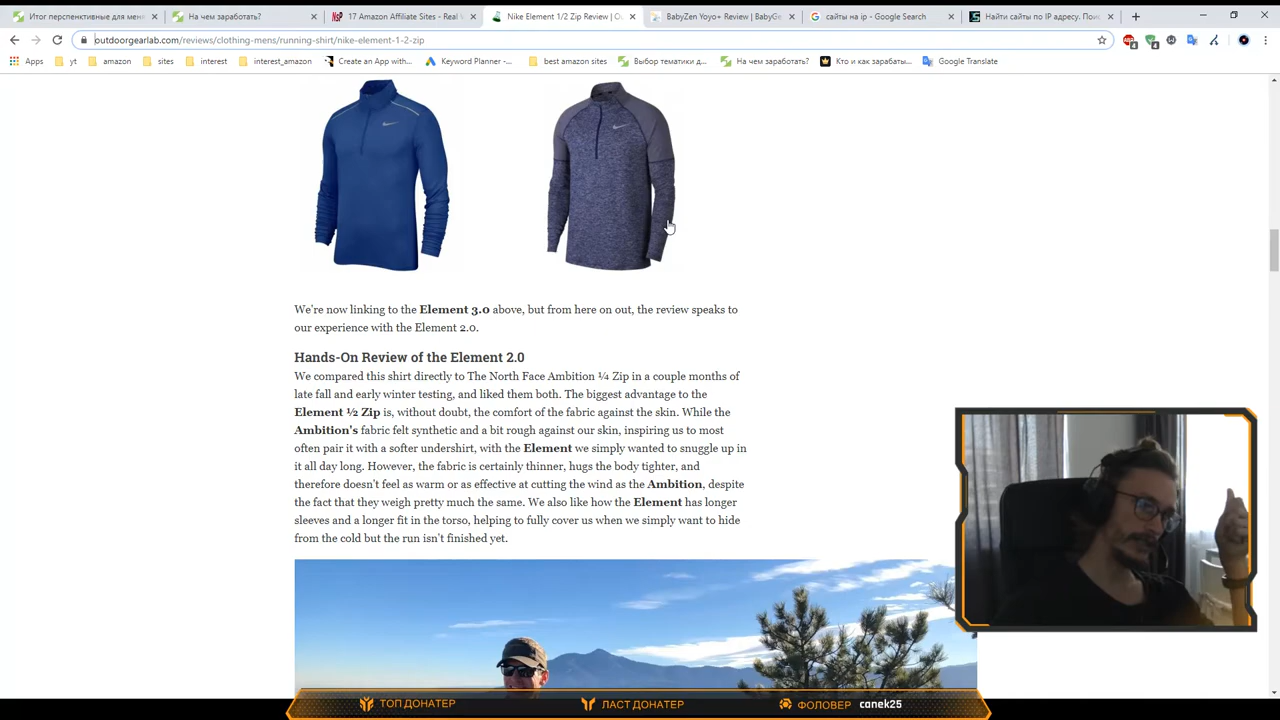 Итог перспективные для мен
На чем заработать?
17 Amazon Affiliate Sites - Real l
Nike Element 1/2 Zip Review | O
BabyZen Yoyo+ Review | BabyGe
сайты на ip - Google Search
Найти сайты по IP адресу: Поис
outdoorgearlab.com/reviews/clothing-mens/running-shirt/nike-element-1-2-zip
Apps
yt
amazon
sites
interest
interest_amazon
Create an App with...
Keyword Planner -...
best amazon sites
Выбор тематики д...
На чем заработать?
Кто и как зарабаты...
Google Translate
We're now linking to the Element 3.0 above, but from here on out, the review speaks to
our experience with the Element 2.0.
Hands-On Review of the Element 2.0
We compared this shirt directly to The North Face Ambition ¼ Zip in a couple months of
late fall and early winter testing, and liked them both. The biggest advantage to the
Element ½ Zip is, without doubt, the comfort of the fabric against the skin. While the
Ambition's fabric felt synthetic and a bit rough against our skin, inspiring us to most
often pair it with a softer undershirt, with the Element we simply wanted to snuggle up in
it all day long. However, the fabric is certainly thinner, hugs the body tighter, and
therefore doesn't feel as warm or as effective at cutting the wind as the Ambition, despite
the fact that they weigh pretty much the same. We also like how the Element has longer
sleeves and a longer fit in the torso, helping to fully cover us when we simply want to hide
from the cold but the run isn't finished yet.
ТОП ДОНАТЕР
ЛАСТ ДОНАТЕР
ФОЛОВЕР canek25